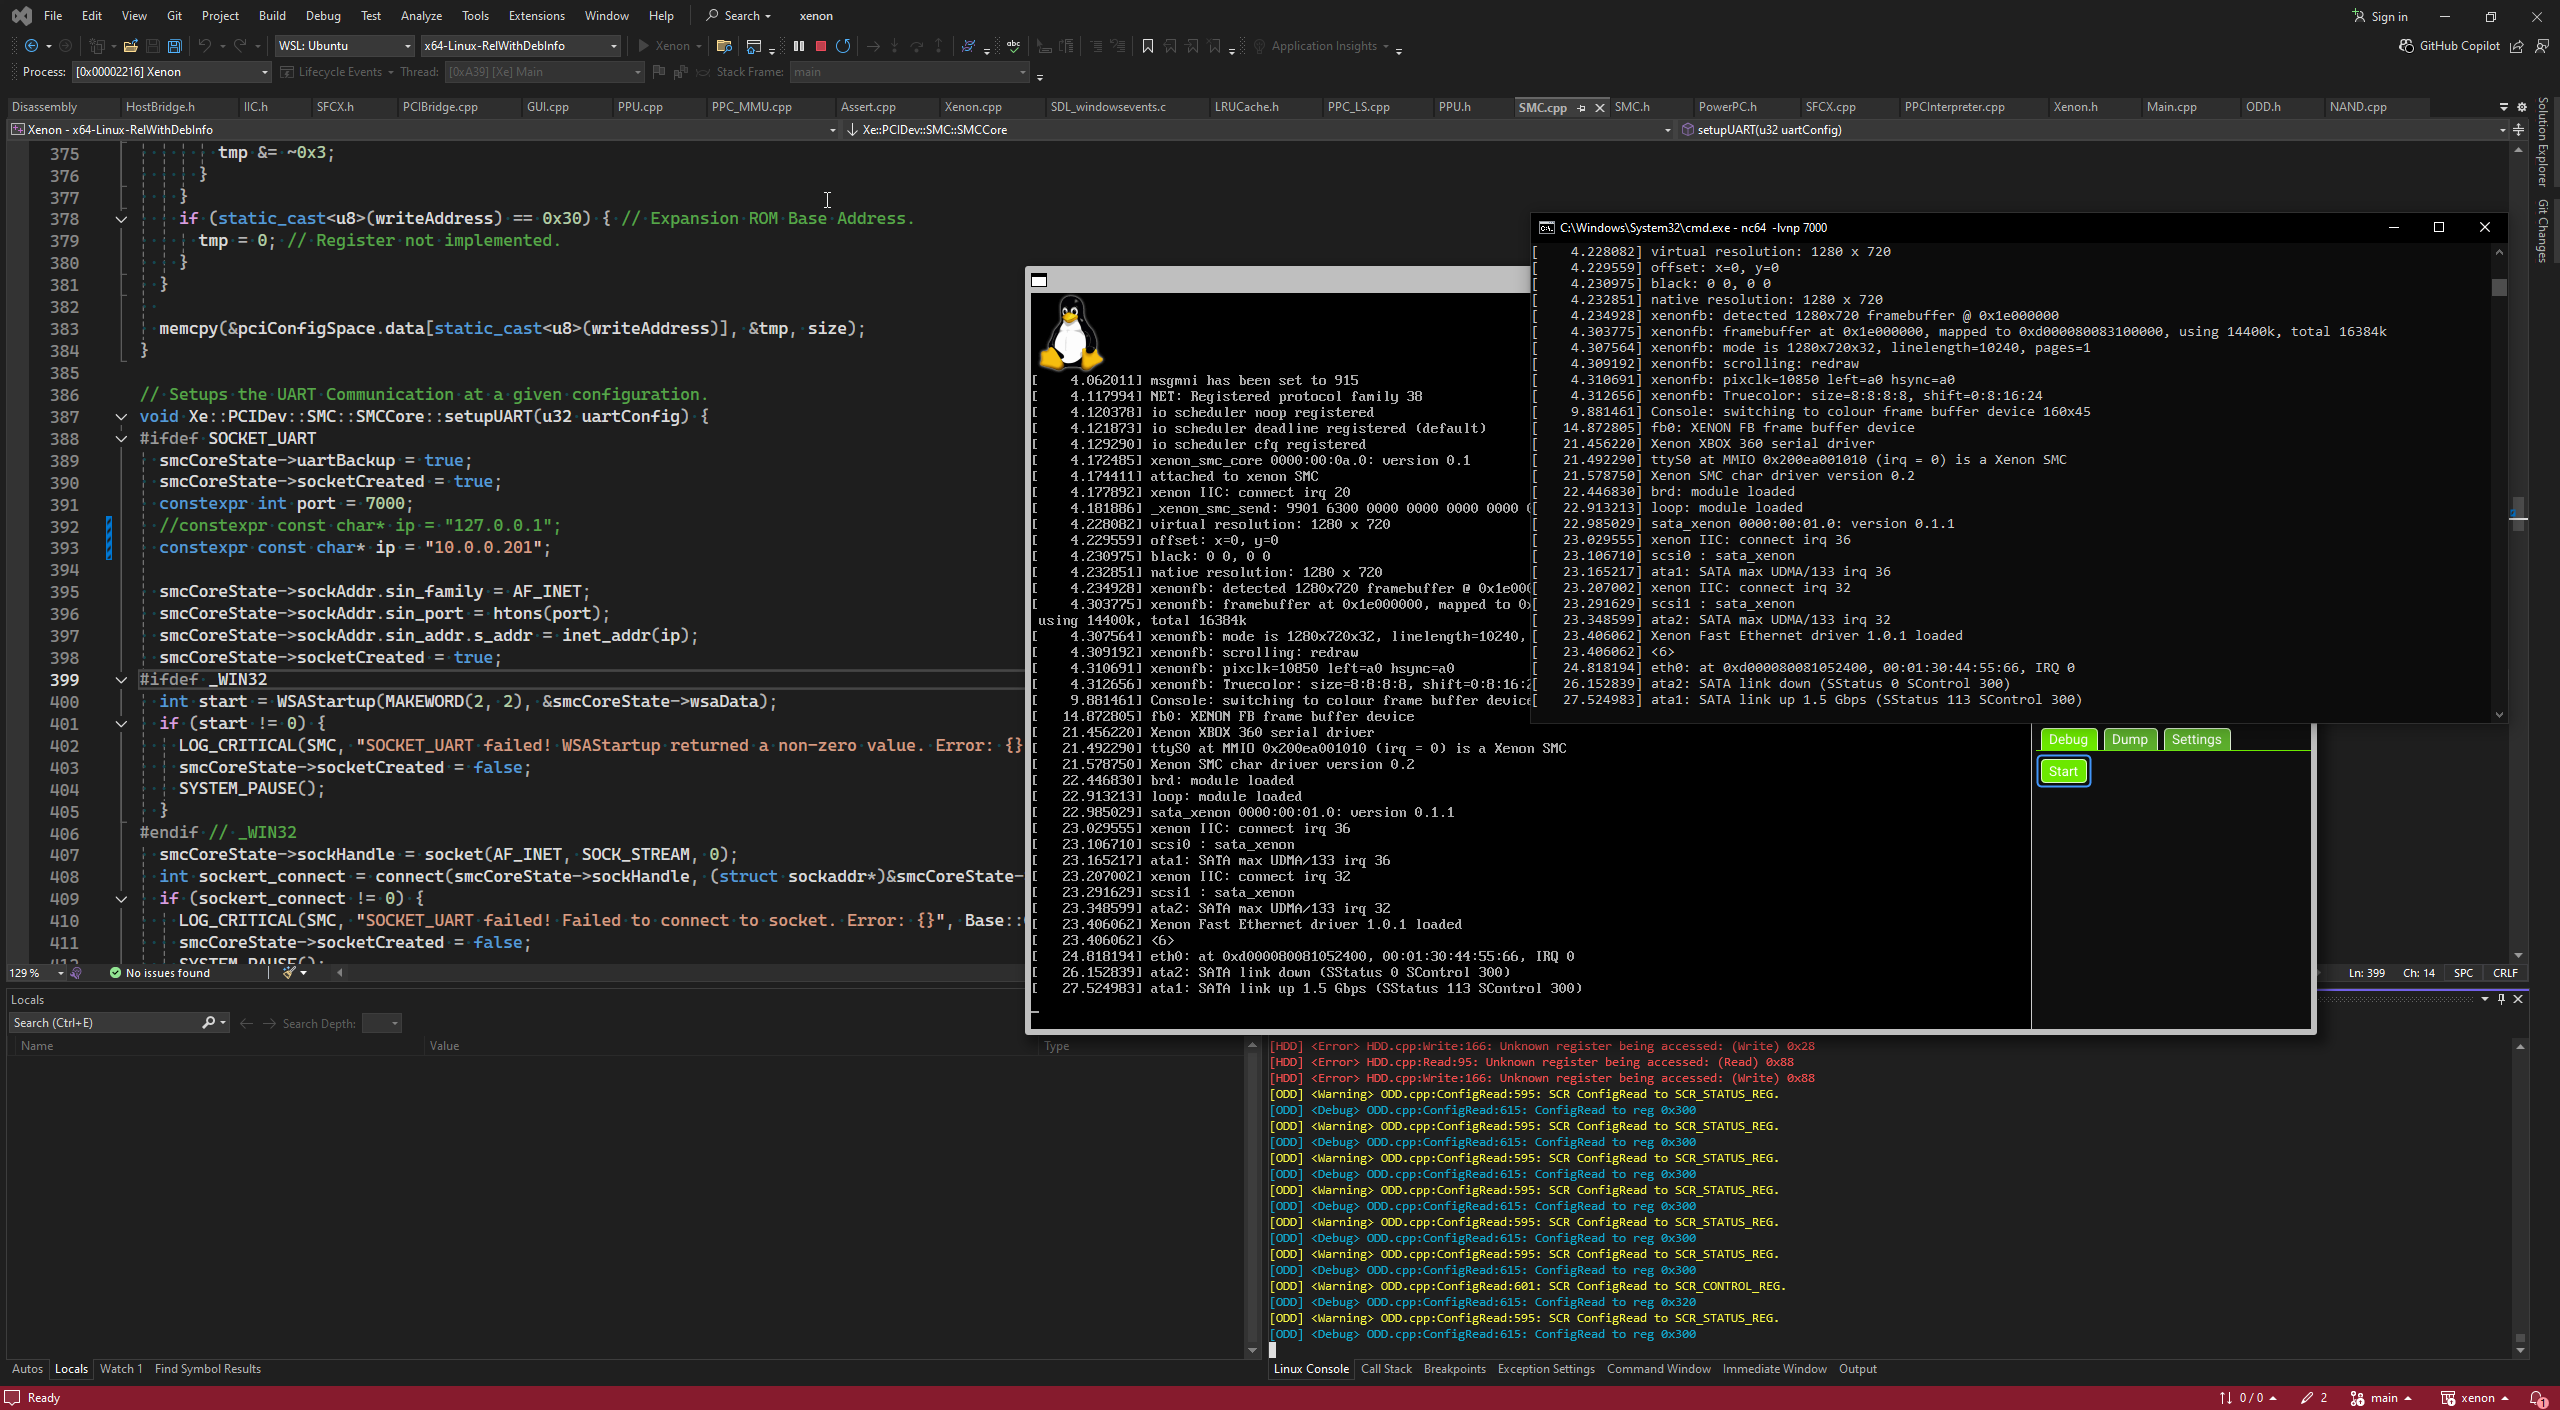 File Edit View Git Project Build Debug Test Analyze Tools Extensions Window Help Search xenon Sign in
WSL: Ubuntu x64-Linux-RelWithDebInfo Xenon Application Insights GitHub Copilot
Process: [0x00002216] Xenon Lifecycle Events Thread: [0xA39] [Xe] Main Stack Frame: main
Disassembly HostBridge.h IIC.h SFCX.h PCIBridge.cpp GUI.cpp PPU.cpp PPC_MMU.cpp Assert.cpp Xenon.cpp SDL_windowsevents.c LRUCache.h PPC_LS.cpp PPU.h SMC.cpp SMC.h PowerPC.h SFCX.cpp PPCInterpreter.cpp Xenon.h Main.cpp ODD.h NAND.cpp
Xenon - x64-Linux-RelWithDebInfo Xe::PCIDev::SMC::SMCCore setupUART(u32 uartConfig)
Solution Explorer
Git Changes
375 tmp &= ~0x3;
376 }
377 }
378 if (static_cast<u8>(writeAddress) == 0x30) { // Expansion ROM Base Address.
379 tmp = 0; // Register not implemented.
380 }
381 }
382
383 memcpy(&pciConfigSpace.data[static_cast<u8>(writeAddress)], &tmp, size);
384 }
385
386 // Setups the UART Communication at a given configuration.
387 void Xe::PCIDev::SMC::SMCCore::setupUART(u32 uartConfig) {
388 #ifdef SOCKET_UART
389 smcCoreState->uartBackup = true;
390 smcCoreState->socketCreated = true;
391 constexpr int port = 7000;
392 //constexpr const char* ip = "127.0.0.1";
393 constexpr const char* ip = "10.0.0.201";
394
395 smcCoreState->sockAddr.sin_family = AF_INET;
396 smcCoreState->sockAddr.sin_port = htons(port);
397 smcCoreState->sockAddr.sin_addr.s_addr = inet_addr(ip);
398 smcCoreState->socketCreated = true;
399 #ifdef _WIN32
400 int start = WSAStartup(MAKEWORD(2, 2), &smcCoreState->wsaData);
401 if (start != 0) {
402 LOG_CRITICAL(SMC, "SOCKET_UART failed! WSAStartup returned a non-zero value. Error: {}
403 smcCoreState->socketCreated = false;
404 SYSTEM_PAUSE();
405 }
406 #endif // _WIN32
407 smcCoreState->sockHandle = socket(AF_INET, SOCK_STREAM, 0);
408 int sockert_connect = connect(smcCoreState->sockHandle, (struct sockaddr*)&smcCoreState-
409 if (sockert_connect != 0) {
410 LOG_CRITICAL(SMC, "SOCKET_UART failed! Failed to connect to socket. Error: {}", Base::
411 smcCoreState->socketCreated = false;
412 SYSTEM_PAUSE();
129 % No issues found Ln: 399 Ch: 14 SPC CRLF
C:\Windows\System32\cmd.exe - nc64 -lvnp 7000
[ 4.228082] virtual resolution: 1280 x 720
[ 4.229559] offset: x=0, y=0
[ 4.230975] black: 0 0, 0 0
[ 4.232851] native resolution: 1280 x 720
[ 4.234928] xenonfb: detected 1280x720 framebuffer @ 0x1e000000
[ 4.303775] xenonfb: framebuffer at 0x1e000000, mapped to 0xd000080083100000, using 14400k, total 16384k
[ 4.307564] xenonfb: mode is 1280x720x32, linelength=10240, pages=1
[ 4.309192] xenonfb: scrolling: redraw
[ 4.310691] xenonfb: pixclk=10850 left=a0 hsync=a0
[ 4.312656] xenonfb: Truecolor: size=8:8:8:8, shift=0:8:16:24
[ 9.881461] Console: switching to colour frame buffer device 160x45
[ 14.872805] fb0: XENON FB frame buffer device
[ 21.456220] Xenon XBOX 360 serial driver
[ 21.492290] ttyS0 at MMIO 0x200ea001010 (irq = 0) is a Xenon SMC
[ 21.578750] Xenon SMC char driver version 0.2
[ 22.446830] brd: module loaded
[ 22.913213] loop: module loaded
[ 22.985029] sata_xenon 0000:00:01.0: version 0.1.1
[ 23.029555] xenon IIC: connect irq 36
[ 23.106710] scsi0 : sata_xenon
[ 23.165217] ata1: SATA max UDMA/133 irq 36
[ 23.207002] xenon IIC: connect irq 32
[ 23.291629] scsi1 : sata_xenon
[ 23.348599] ata2: SATA max UDMA/133 irq 32
[ 23.406062] Xenon Fast Ethernet driver 1.0.1 loaded
[ 23.406062] <6>
[ 24.818194] eth0: at 0xd000080081052400, 00:01:30:44:55:66, IRQ 0
[ 26.152839] ata2: SATA link down (SStatus 0 SControl 300)
[ 27.524983] ata1: SATA link up 1.5 Gbps (SStatus 113 SControl 300)
[ 4.062011] msgmni has been set to 915
[ 4.117994] NET: Registered protocol family 38
[ 4.120378] io scheduler noop registered
[ 4.121873] io scheduler deadline registered (default)
[ 4.129290] io scheduler cfq registered
[ 4.172485] xenon_smc_core 0000:00:0a.0: version 0.1
[ 4.174411] attached to xenon SMC
[ 4.177892] xenon IIC: connect irq 20
[ 4.181886] _xenon_smc_send: 9901 6300 0000 0000 0000 0000
[ 4.228082] virtual resolution: 1280 x 720
[ 4.229559] offset: x=0, y=0
[ 4.230975] black: 0 0, 0 0
[ 4.232851] native resolution: 1280 x 720
[ 4.234928] xenonfb: detected 1280x720 framebuffer @ 0x1e000
[ 4.303775] xenonfb: framebuffer at 0x1e000000, mapped to 0x
using 14400k, total 16384k
[ 4.307564] xenonfb: mode is 1280x720x32, linelength=10240,
[ 4.309192] xenonfb: scrolling: redraw
[ 4.310691] xenonfb: pixclk=10850 left=a0 hsync=a0
[ 4.312656] xenonfb: Truecolor: size=8:8:8:8, shift=0:8:16:2
[ 9.881461] Console: switching to colour frame buffer device
[ 14.872805] fb0: XENON FB frame buffer device
[ 21.456220] Xenon XBOX 360 serial driver
[ 21.492290] ttyS0 at MMIO 0x200ea001010 (irq = 0) is a Xenon SMC
[ 21.578750] Xenon SMC char driver version 0.2
[ 22.446830] brd: module loaded
[ 22.913213] loop: module loaded
[ 22.985029] sata_xenon 0000:00:01.0: version 0.1.1
[ 23.029555] xenon IIC: connect irq 36
[ 23.106710] scsi0 : sata_xenon
[ 23.165217] ata1: SATA max UDMA/133 irq 36
[ 23.207002] xenon IIC: connect irq 32
[ 23.291629] scsi1 : sata_xenon
[ 23.348599] ata2: SATA max UDMA/133 irq 32
[ 23.406062] Xenon Fast Ethernet driver 1.0.1 loaded
[ 23.406062] <6>
[ 24.818194] eth0: at 0xd000080081052400, 00:01:30:44:55:66, IRQ 0
[ 26.152839] ata2: SATA link down (SStatus 0 SControl 300)
[ 27.524983] ata1: SATA link up 1.5 Gbps (SStatus 113 SControl 300)
_
Debug Dump Settings
Start
Locals
Search (Ctrl+E) Search Depth:
Name Value Type
[HDD] <Error> HDD.cpp:Write:166: Unknown register being accessed: (Write) 0x28
[HDD] <Error> HDD.cpp:Read:95: Unknown register being accessed: (Read) 0x88
[HDD] <Error> HDD.cpp:Write:166: Unknown register being accessed: (Write) 0x88
[ODD] <Warning> ODD.cpp:ConfigRead:595: SCR ConfigRead to SCR_STATUS_REG.
[ODD] <Debug> ODD.cpp:ConfigRead:615: ConfigRead to reg 0x300
[ODD] <Warning> ODD.cpp:ConfigRead:595: SCR ConfigRead to SCR_STATUS_REG.
[ODD] <Debug> ODD.cpp:ConfigRead:615: ConfigRead to reg 0x300
[ODD] <Warning> ODD.cpp:ConfigRead:595: SCR ConfigRead to SCR_STATUS_REG.
[ODD] <Debug> ODD.cpp:ConfigRead:615: ConfigRead to reg 0x300
[ODD] <Warning> ODD.cpp:ConfigRead:595: SCR ConfigRead to SCR_STATUS_REG.
[ODD] <Debug> ODD.cpp:ConfigRead:615: ConfigRead to reg 0x300
[ODD] <Warning> ODD.cpp:ConfigRead:595: SCR ConfigRead to SCR_STATUS_REG.
[ODD] <Debug> ODD.cpp:ConfigRead:615: ConfigRead to reg 0x300
[ODD] <Warning> ODD.cpp:ConfigRead:595: SCR ConfigRead to SCR_STATUS_REG.
[ODD] <Debug> ODD.cpp:ConfigRead:615: ConfigRead to reg 0x300
[ODD] <Warning> ODD.cpp:ConfigRead:601: SCR ConfigRead to SCR_CONTROL_REG.
[ODD] <Debug> ODD.cpp:ConfigRead:615: ConfigRead to reg 0x320
[ODD] <Warning> ODD.cpp:ConfigRead:595: SCR ConfigRead to SCR_STATUS_REG.
[ODD] <Debug> ODD.cpp:ConfigRead:615: ConfigRead to reg 0x300
Autos Locals Watch 1 Find Symbol Results
Linux Console Call Stack Breakpoints Exception Settings Command Window Immediate Window Output
Ready 0 / 0 2 main xenon 1